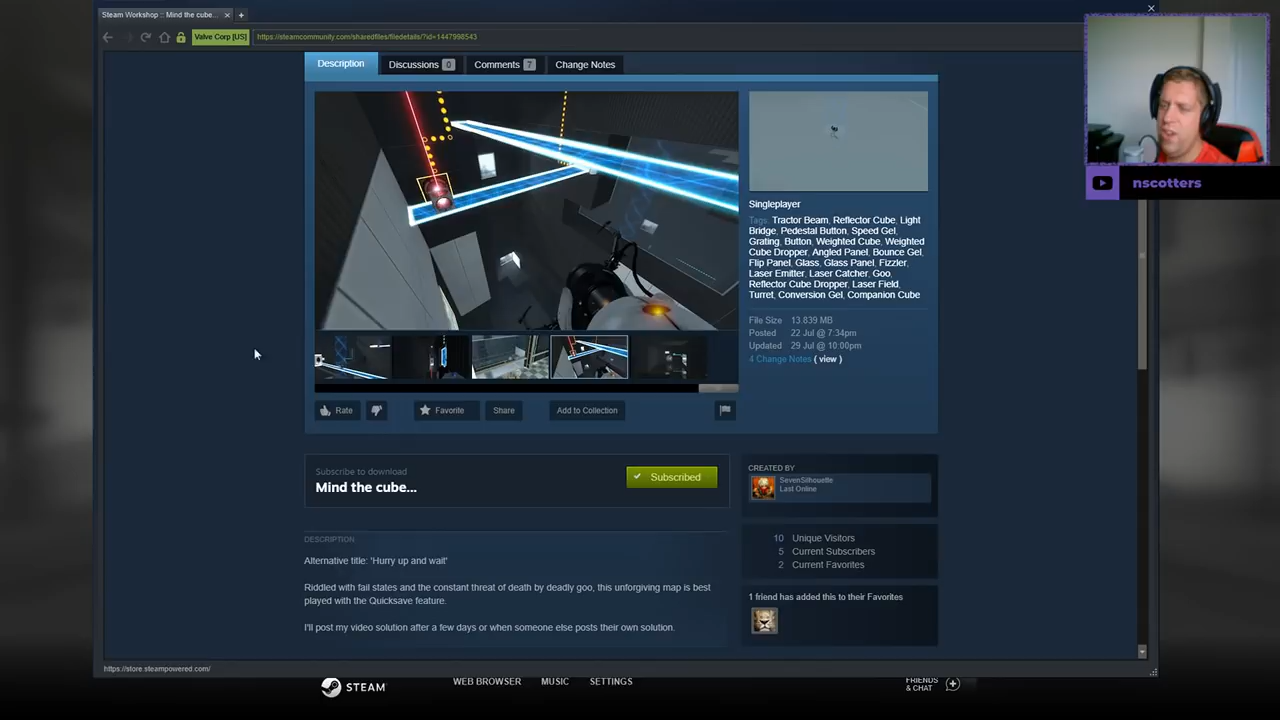 Steam Workshop :: Mind the cube...
Valve Corp [US]
https://steamcommunity.com/sharedfiles/filedetails/?id=1447998543
Description
Discussions 0
Comments 7
Change Notes
nscotters
Singleplayer
Tags: Tractor Beam, Reflector Cube, Light
Bridge, Pedestal Button, Speed Gel,
Grating, Button, Weighted Cube, Weighted
Cube Dropper, Angled Panel, Bounce Gel,
Flip Panel, Glass, Glass Panel, Fizzler,
Laser Emitter, Laser Catcher, Goo,
Reflector Cube Dropper, Laser Field,
Turret, Conversion Gel, Companion Cube
File Size 13.839 MB
Posted 22 Jul @ 7:34pm
Updated 29 Jul @ 10:00pm
4 Change Notes ( view )
Rate
Favorite
Share
Add to Collection
Subscribe to download
Mind the cube...
Subscribed
CREATED BY
SevenSilhouette
Last Online
DESCRIPTION
Alternative title: 'Hurry up and wait'
Riddled with fail states and the constant threat of death by deadly goo, this unforgiving map is best
played with the Quicksave feature.
I'll post my video solution after a few days or when someone else posts their own solution.
10 Unique Visitors
5 Current Subscribers
2 Current Favorites
1 friend has added this to their Favorites
https://store.steampowered.com/
STEAM
WEB BROWSER
MUSIC
SETTINGS
FRIENDS
& CHAT